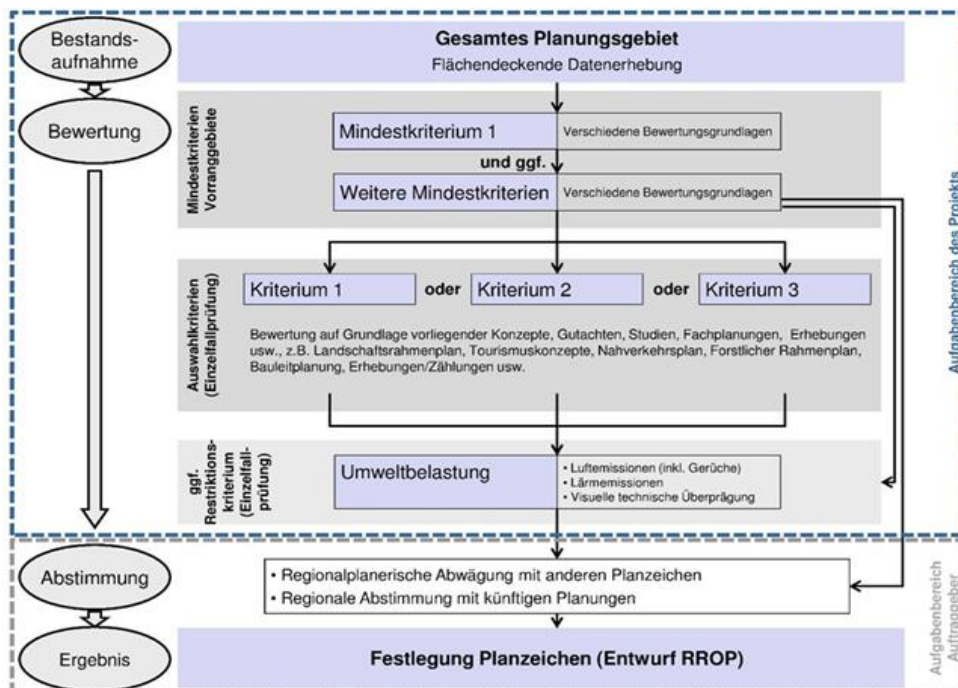 Bestands-
aufnahme
Gesamtes Planungsgebiet
Flächendeckende Datenerhebung
Bewertung
Mindestkriterien
Vorranggebiete
Mindestkriterium 1
Verschiedene Bewertungsgrundlagen
und ggf.
Weitere Mindestkriterien
Verschiedene Bewertungsgrundlagen
Auswahlkriterien
(Einzelfallprüfung)
Kriterium 1
oder
Kriterium 2
oder
Kriterium 3
Bewertung auf Grundlage vorliegender Konzepte, Gutachten, Studien, Fachplanungen, Erhebungen
usw., z.B. Landschaftsrahmenplan, Tourismuskonzepte, Nahverkehrsplan, Forstlicher Rahmenplan,
Bauleitplanung, Erhebungen/Zählungen usw.
ggf.
Restriktions-
kriterium
(Einzelfall-
prüfung)
Umweltbelastung
• Luftemissionen (inkl. Gerüche)
• Lärmemissionen
• Visuelle technische Überprägung
Aufgabenbereich des Projekts
Abstimmung
• Regionalplanerische Abwägung mit anderen Planzeichen
• Regionale Abstimmung mit künftigen Planungen
Ergebnis
Festlegung Planzeichen (Entwurf RROP)
Aufgabenbereich
Auftraggeber